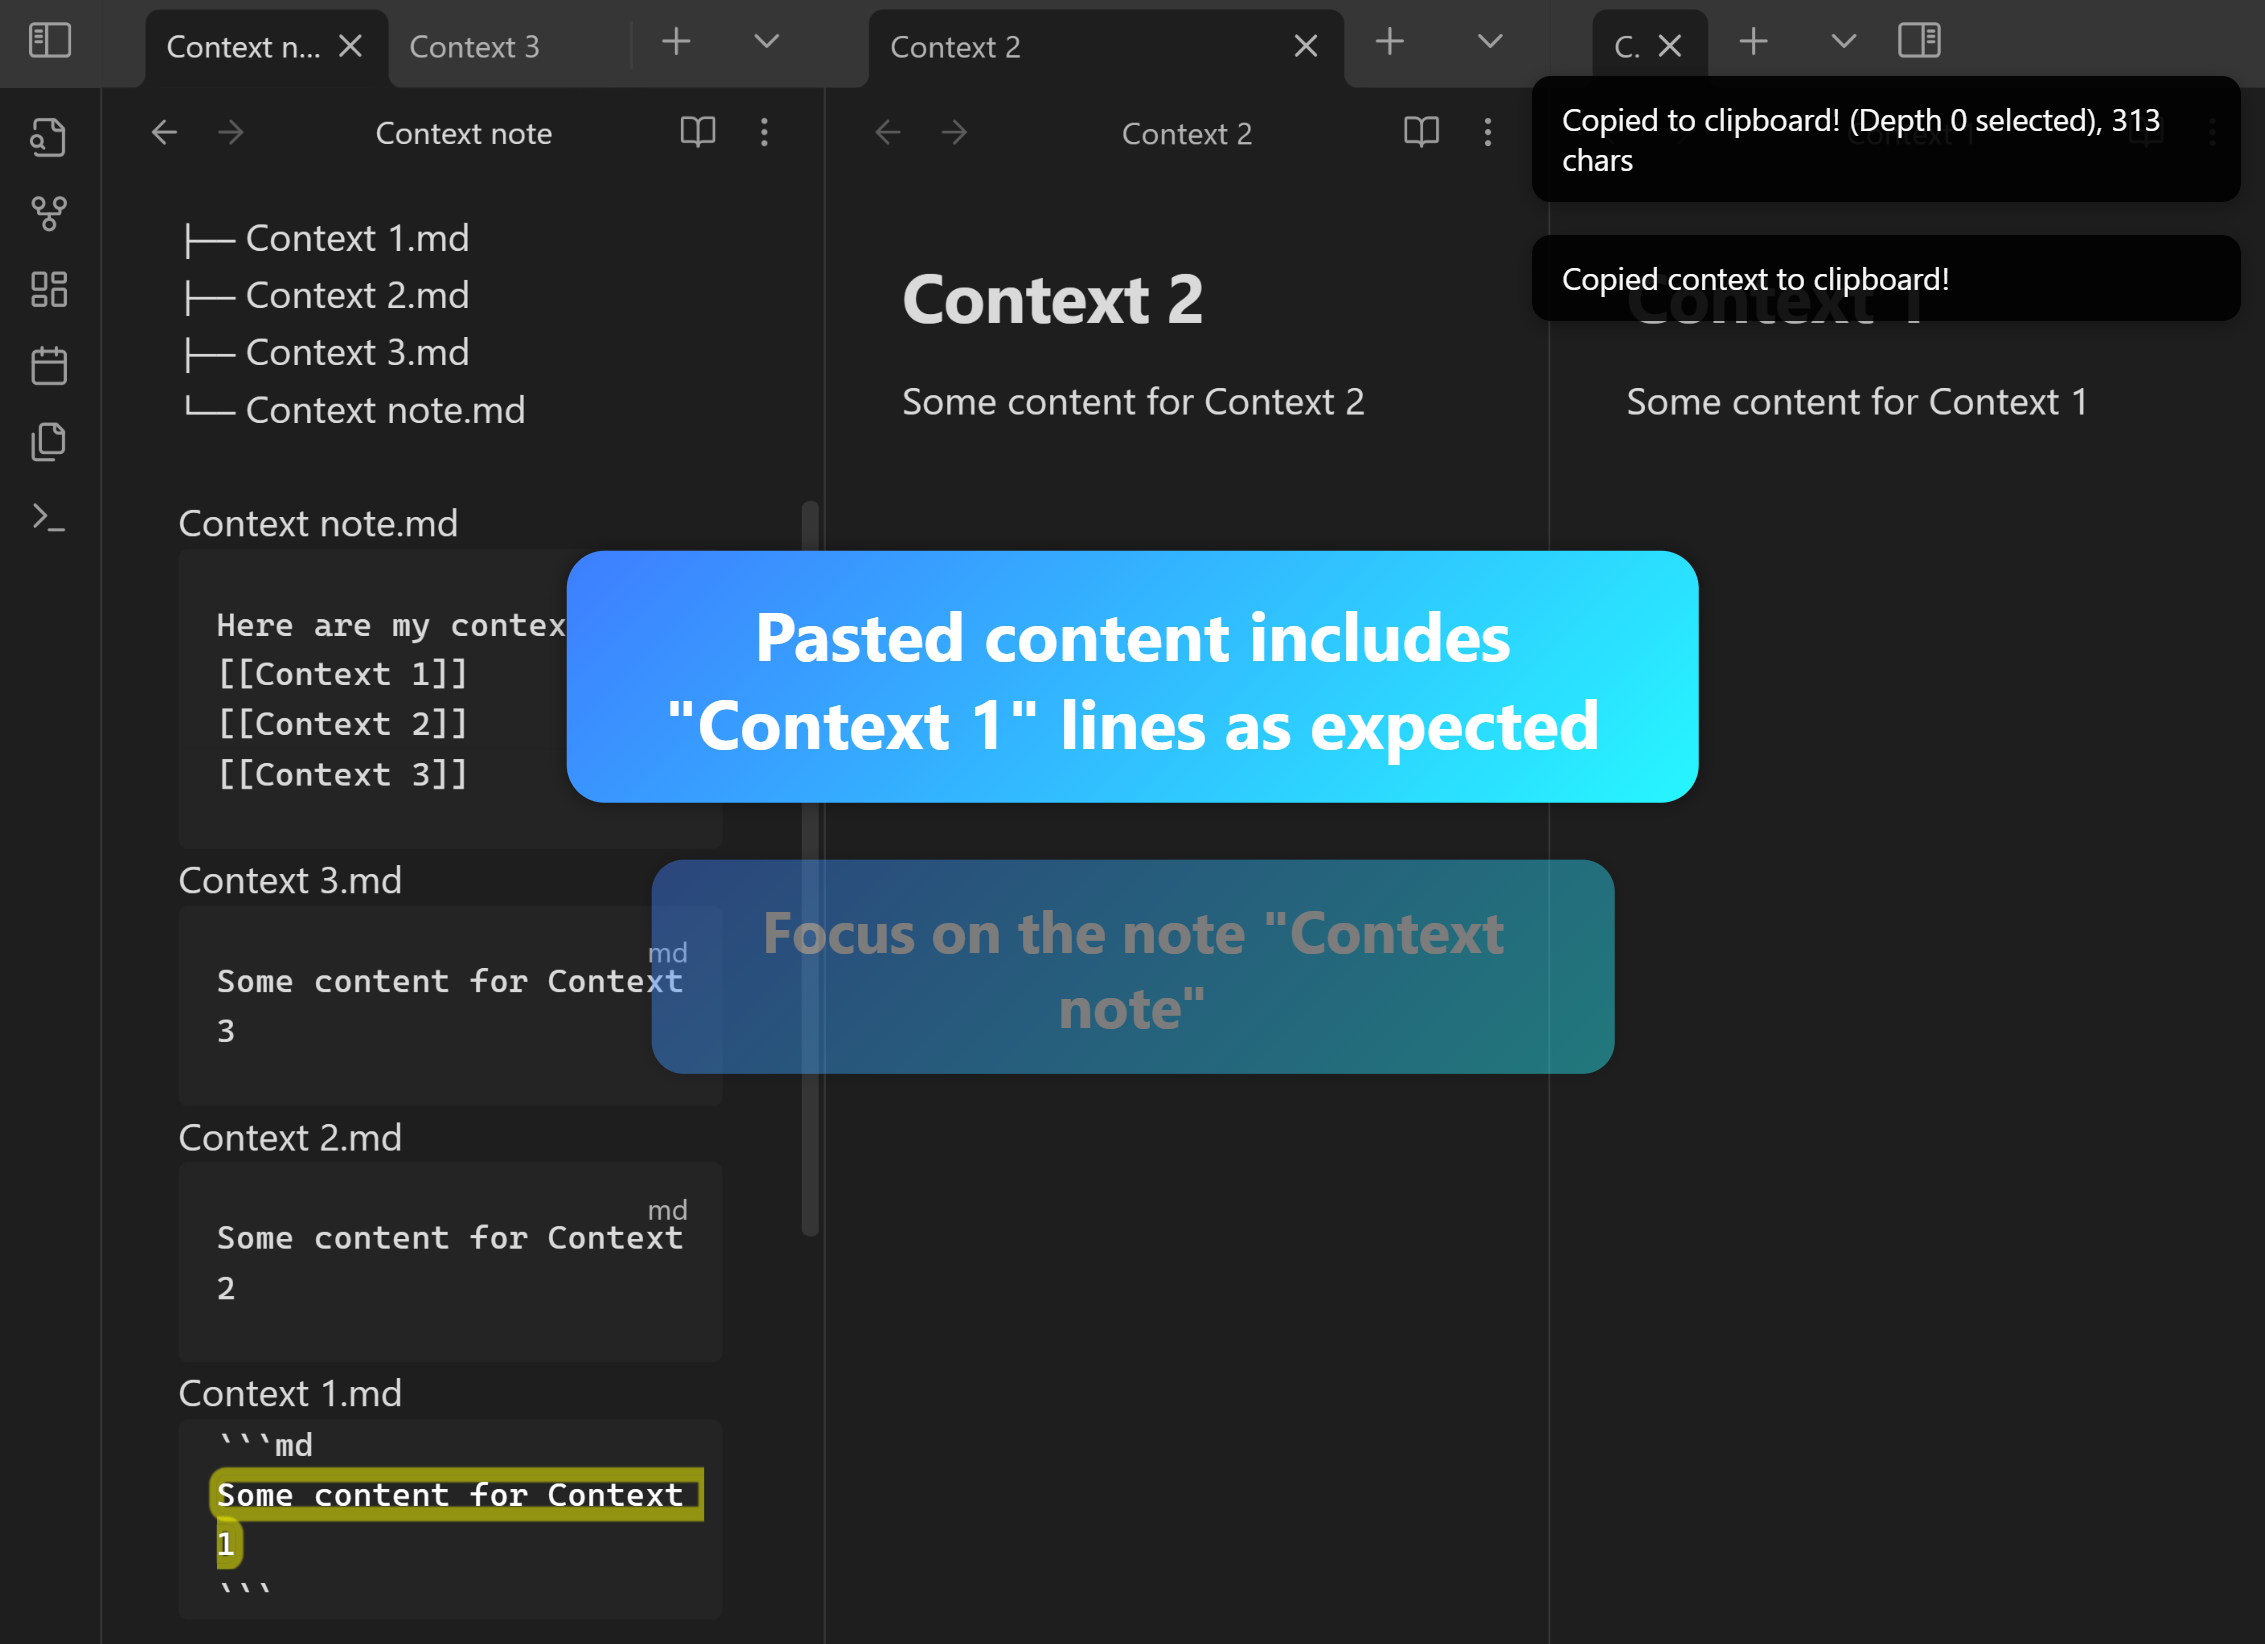 Context n...
Context 3
Context 2
C.
Context note
Context 2
Context 1
Copied to clipboard! (Depth 0 selected), 313
chars
Copied context to clipboard!
├── Context 1.md
├── Context 2.md
├── Context 3.md
└── Context note.md
Context note.md
Here are my contex
[[Context 1]]
[[Context 2]]
[[Context 3]]
Context 3.md
md
Some content for Context
3
Context 2.md
md
Some content for Context
2
Context 1.md
```md
Some content for Context
1
```
Context 2
Some content for Context 2
Context 1
Some content for Context 1
Pasted content includes
"Context 1" lines as expected
Focus on the note "Context
note"